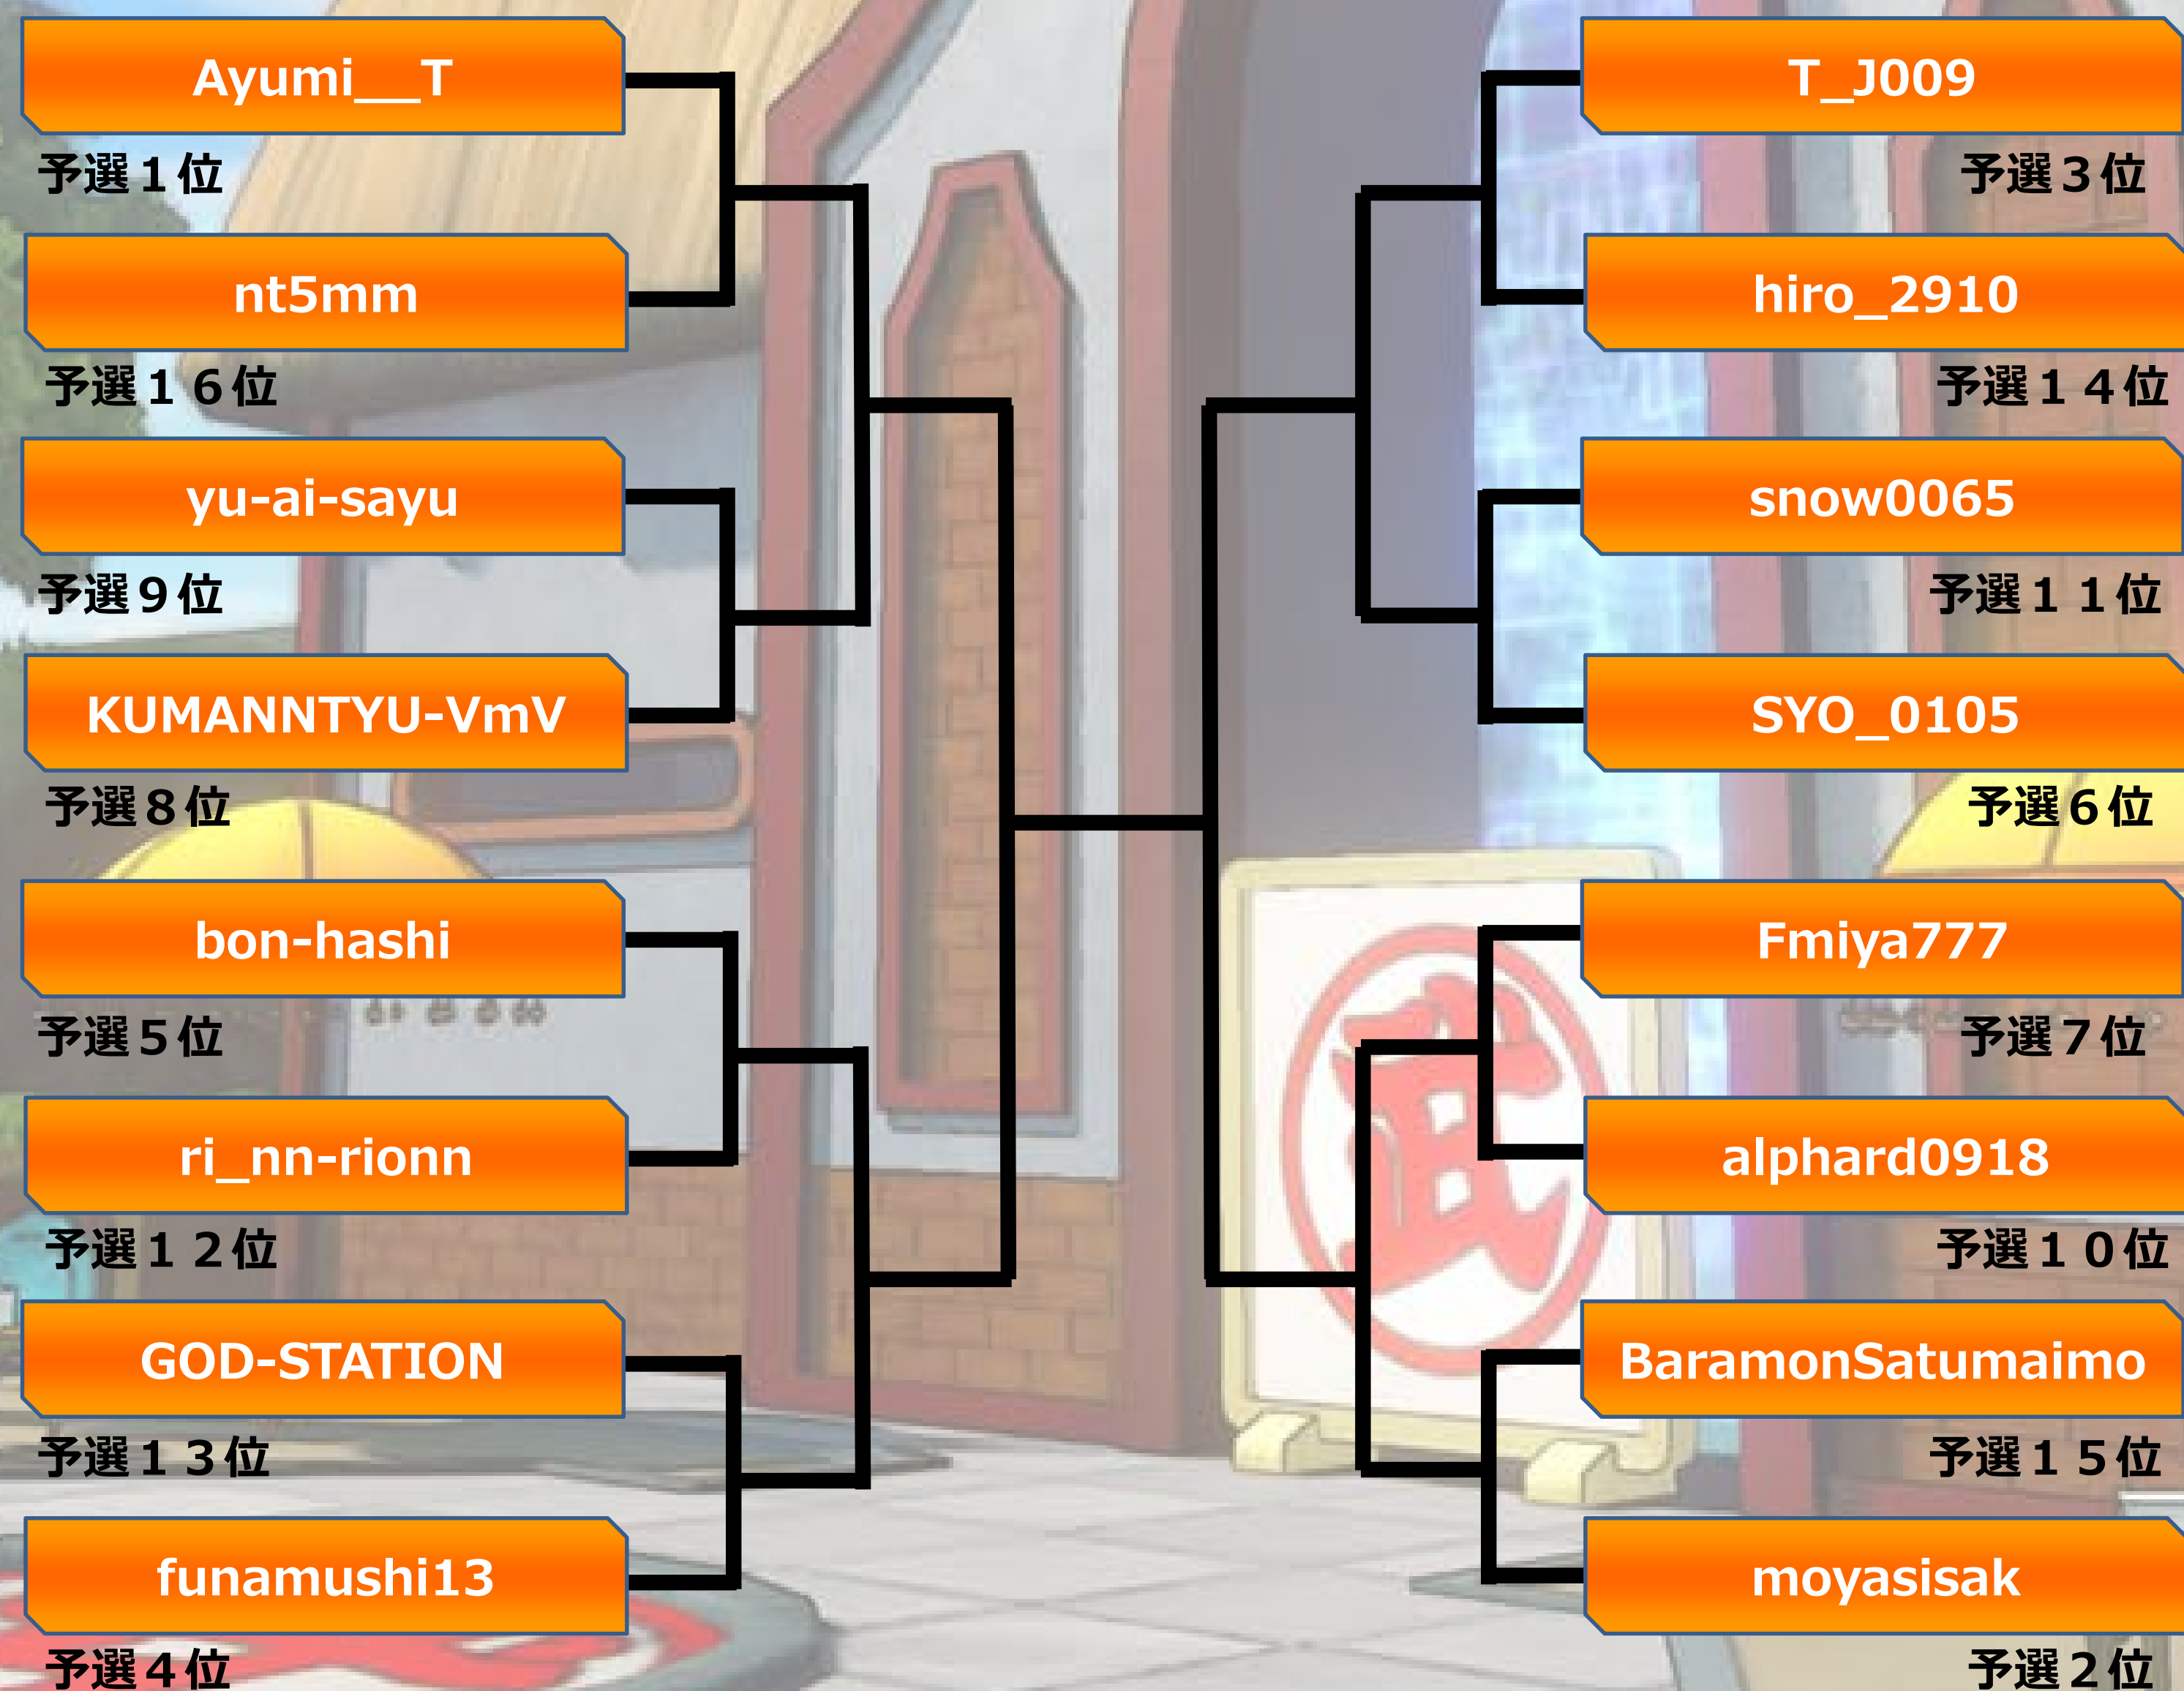 Ayumi__T
予選１位
nt5mm
予選１６位
yu-ai-sayu
予選９位
KUMANNTYU-VmV
予選８位
bon-hashi
予選５位
ri_nn-rionn
予選１２位
GOD-STATION
予選１３位
funamushi13
予選４位
T_J009
予選３位
hiro_2910
予選１４位
snow0065
予選１１位
SYO_0105
予選６位
Fmiya777
予選７位
alphard0918
予選１０位
BaramonSatumaimo
予選１５位
moyasisak
予選２位